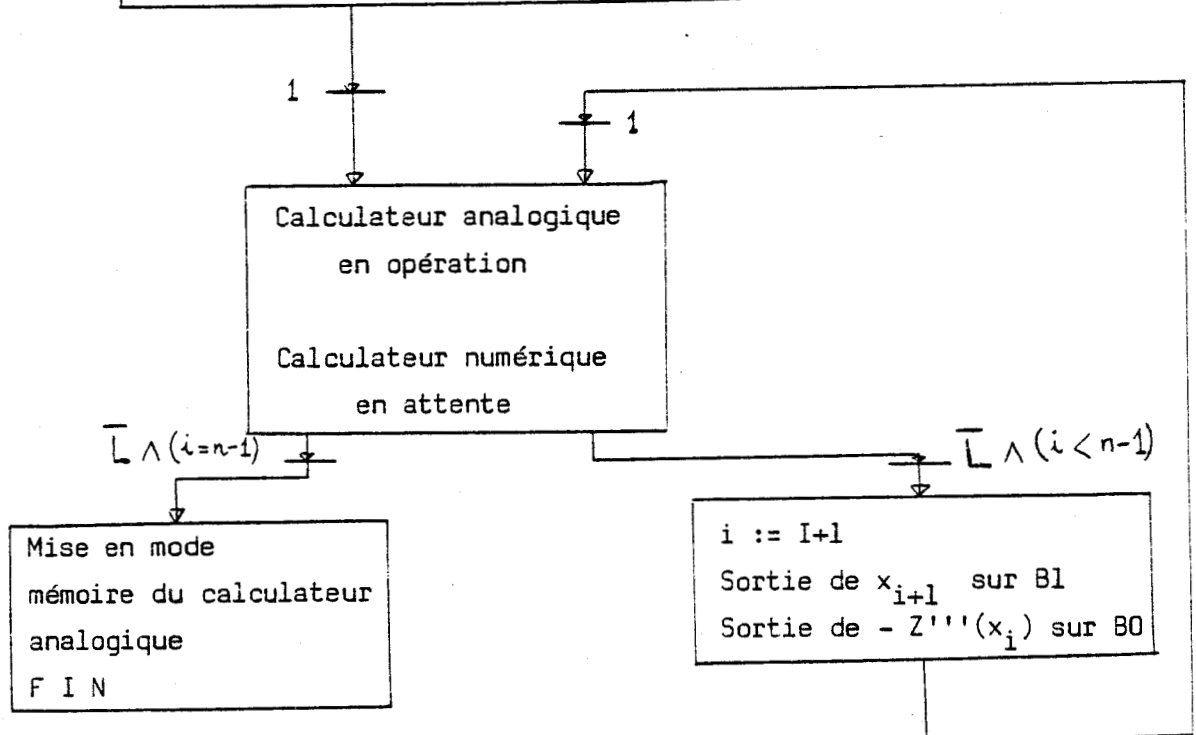 1
1
Calculateur analogique
en opération
Calculateur numérique
en attente
L̅ ∧ (i=n-1)
L̅ ∧ (i < n-1)
Mise en mode
mémoire du calculateur
analogique
F I N
i := I+1
Sortie de x_{i+1} sur B1
Sortie de - Z'''(x_i) sur B0